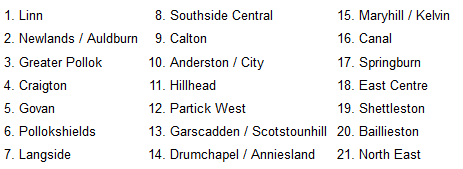 1. Linn
2. Newlands / Auldburn
3. Greater Pollok
4. Craigton
5. Govan
6. Pollokshields
7. Langside
8. Southside Central
9. Calton
10. Anderston / City
11. Hillhead
12. Partick West
13. Garscadden / Scotstounhill
14. Drumchapel / Anniesland
15. Maryhill / Kelvin
16. Canal
17. Springburn
18. East Centre
19. Shettleston
20. Baillieston
21. North East